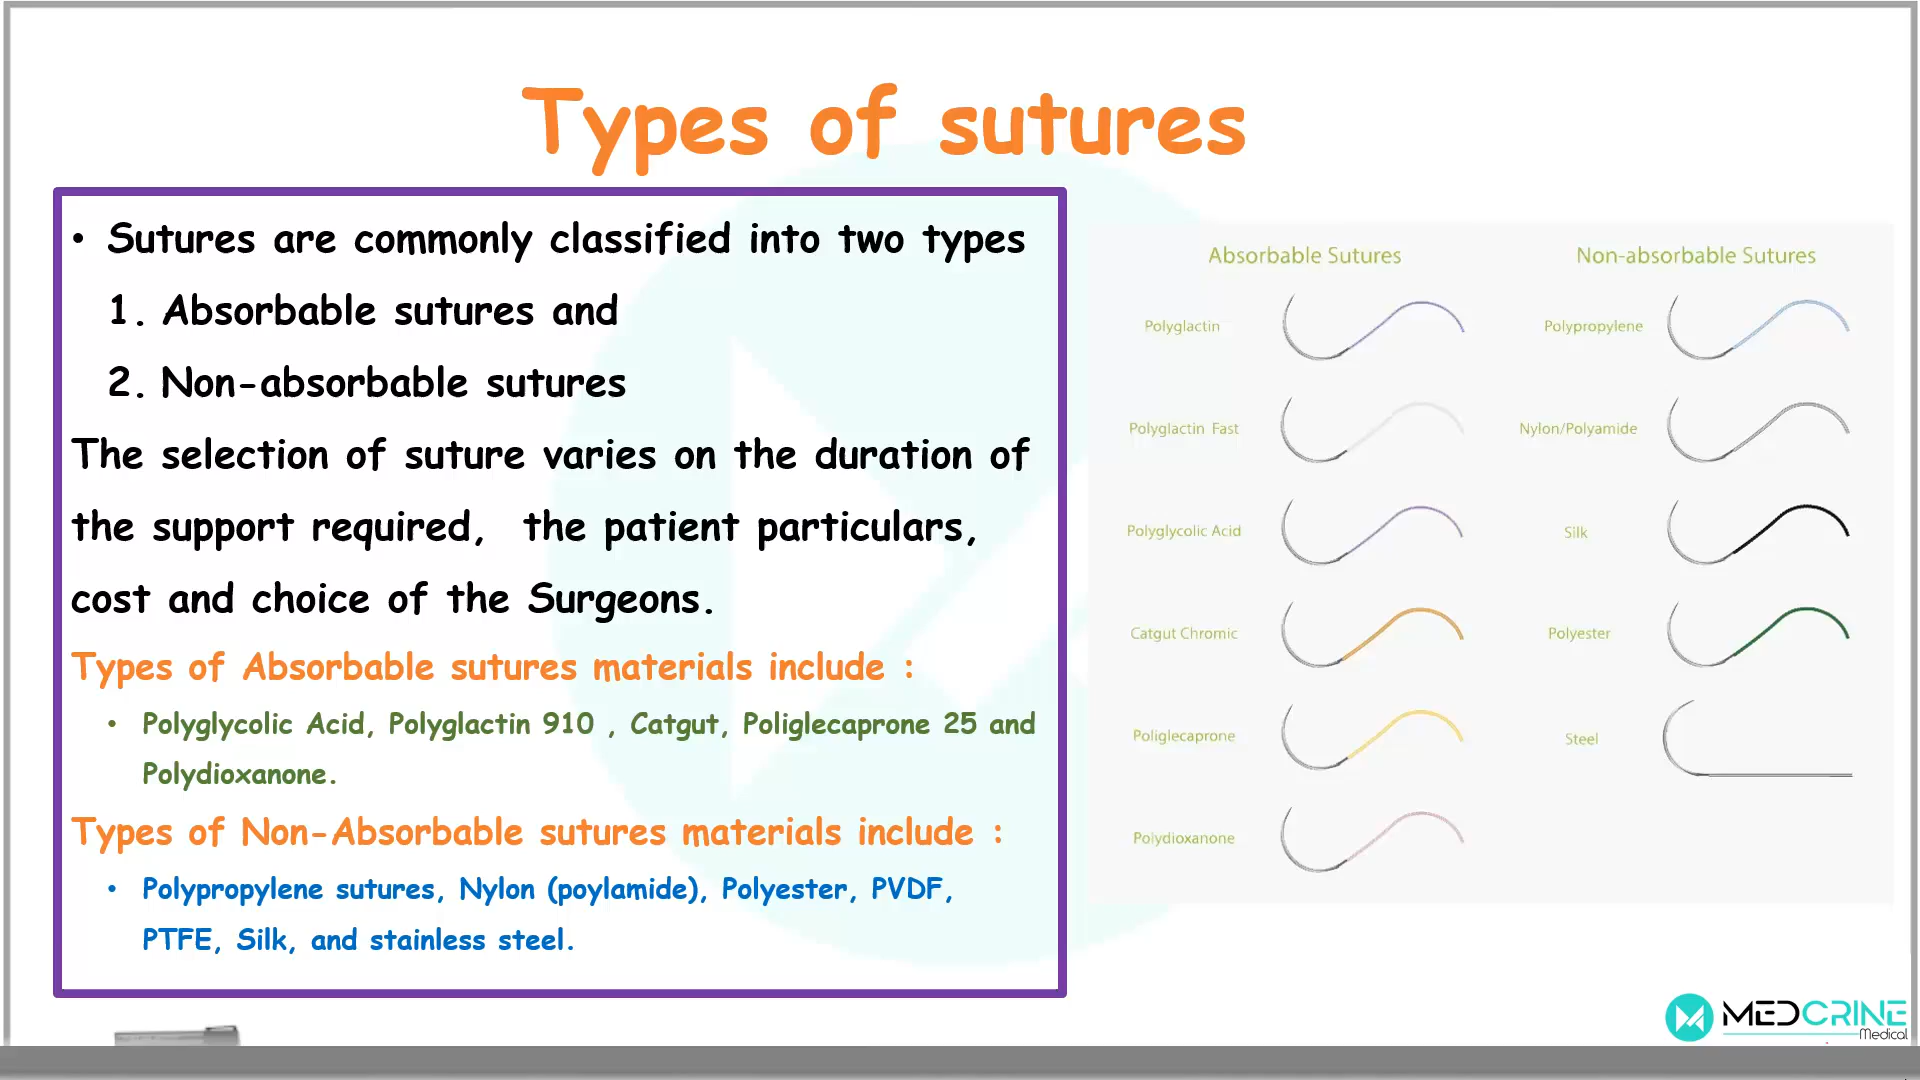 Types of sutures
• Sutures are commonly classified into two types
1. Absorbable sutures and
2. Non-absorbable sutures
The selection of suture varies on the duration of
the support required, the patient particulars,
cost and choice of the Surgeons.
Types of Absorbable sutures materials include :
• Polyglycolic Acid, Polyglactin 910 , Catgut, Poliglecaprone 25 and
Polydioxanone.
Types of Non-Absorbable sutures materials include :
• Polypropylene sutures, Nylon (poylamide), Polyester, PVDF,
PTFE, Silk, and stainless steel.
Absorbable Sutures
Polyglactin
Polyglactin Fast
Polyglycolic Acid
Catgut Chromic
Poliglecaprone
Polydioxanone
Non-absorbable Sutures
Polypropylene
Nylon/Polyamide
Silk
Polyester
Steel
MEDCRINE
Medical